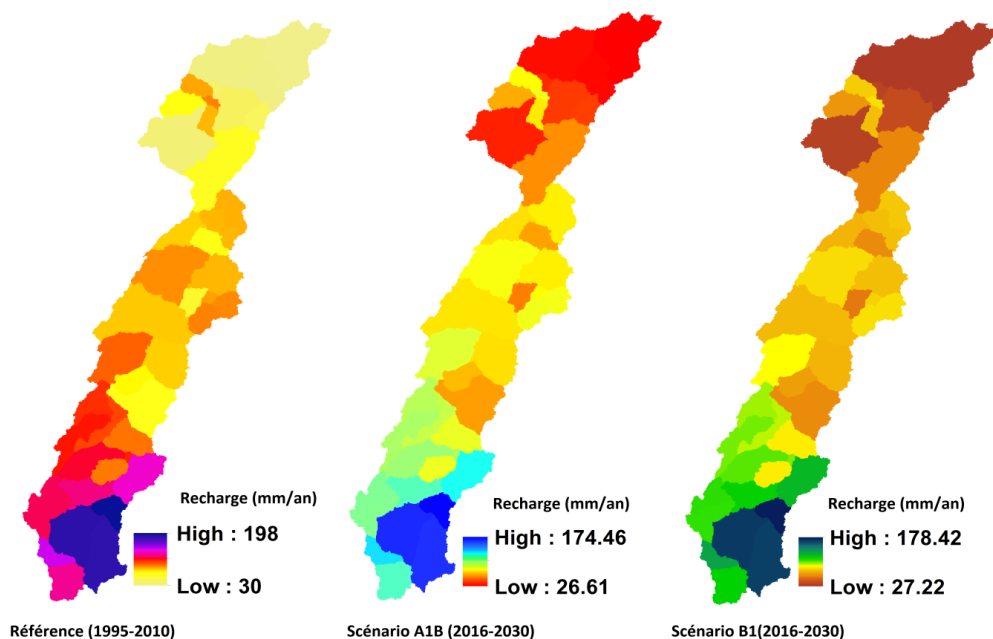 Recharge (mm/an)
High : 198
Low : 30
Référence (1995-2010)
Recharge (mm/an)
High : 174.46
Low : 26.61
Scénario A1B (2016-2030)
Recharge (mm/an)
High : 178.42
Low : 27.22
Scénario B1(2016-2030)